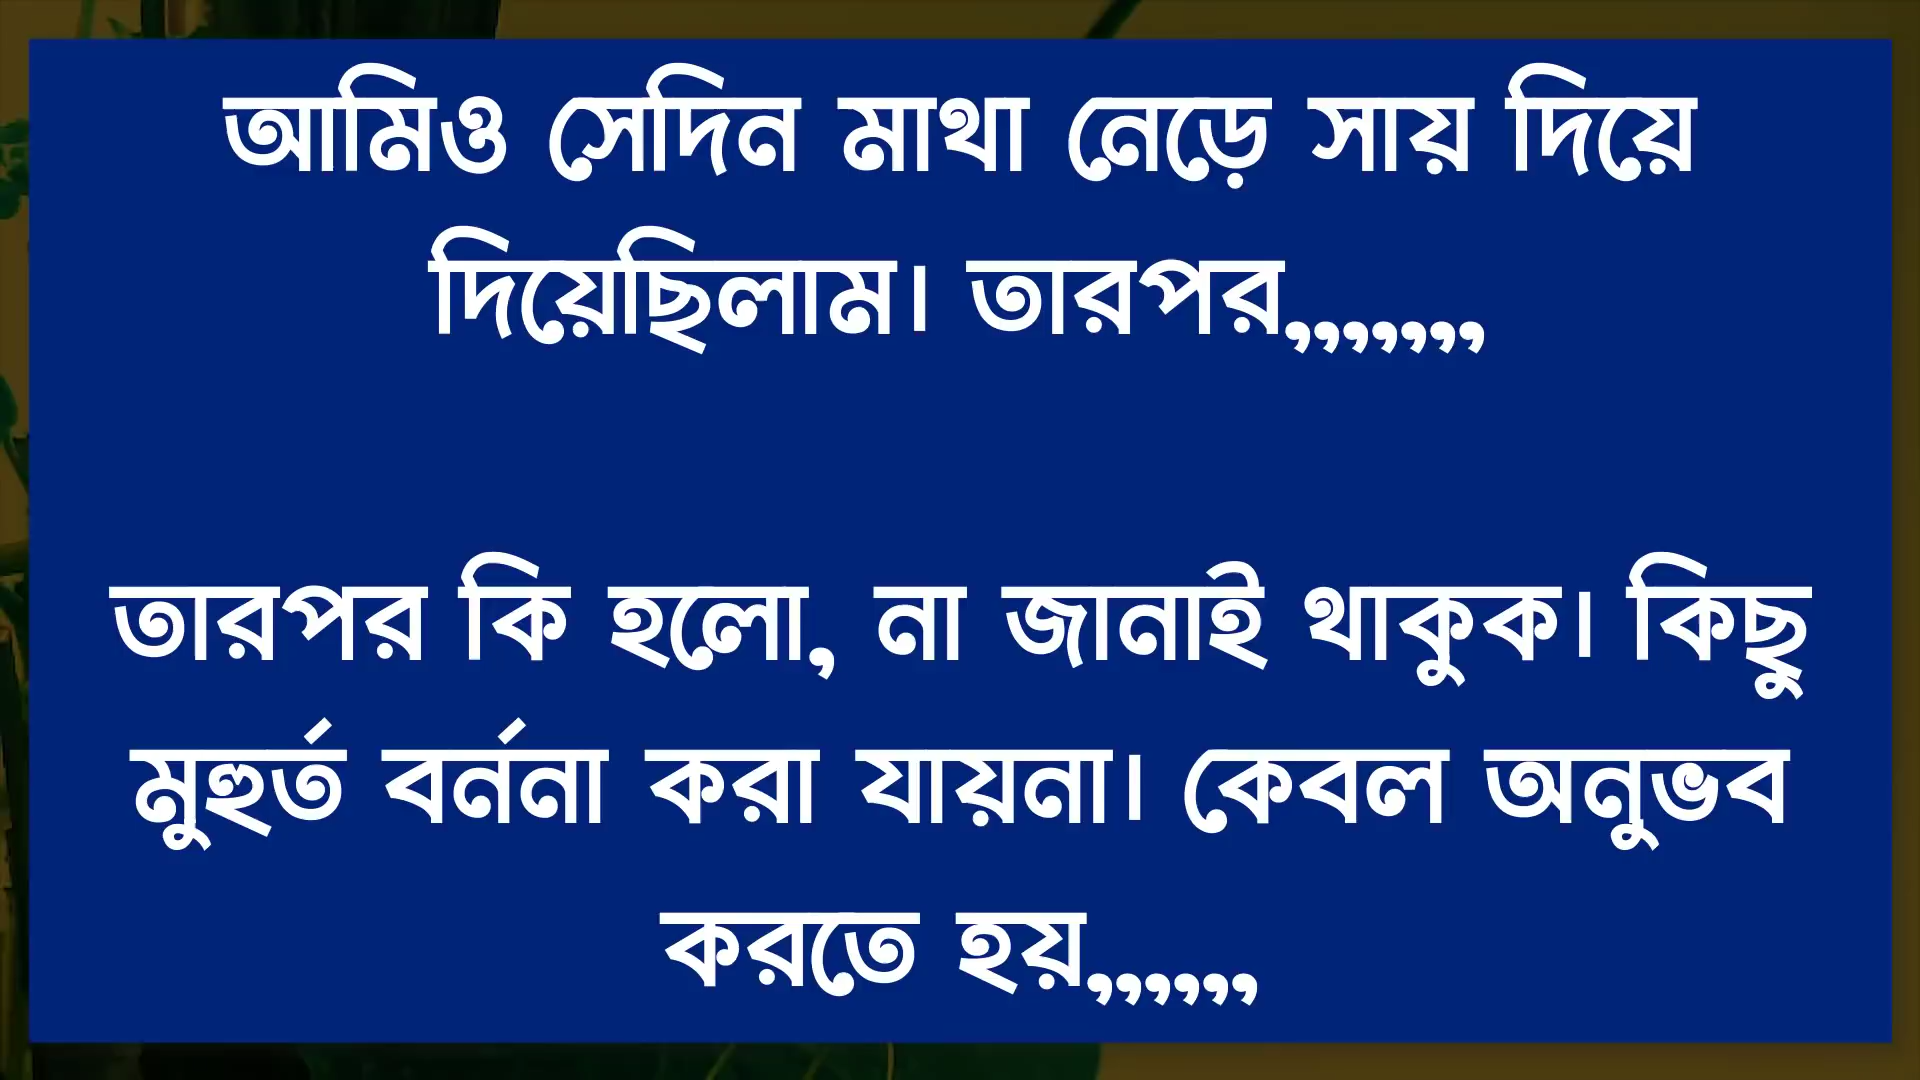 আমিও সেদিন মাথা নেড়ে সায় দিয়ে
দিয়েছিলাম। তারপর,,,,,,,
তারপর কি হলো, না জানাই থাকুক। কিছু
মুহুর্ত বর্ননা করা যায়না। কেবল অনুভব
করতে হয়,,,,,,